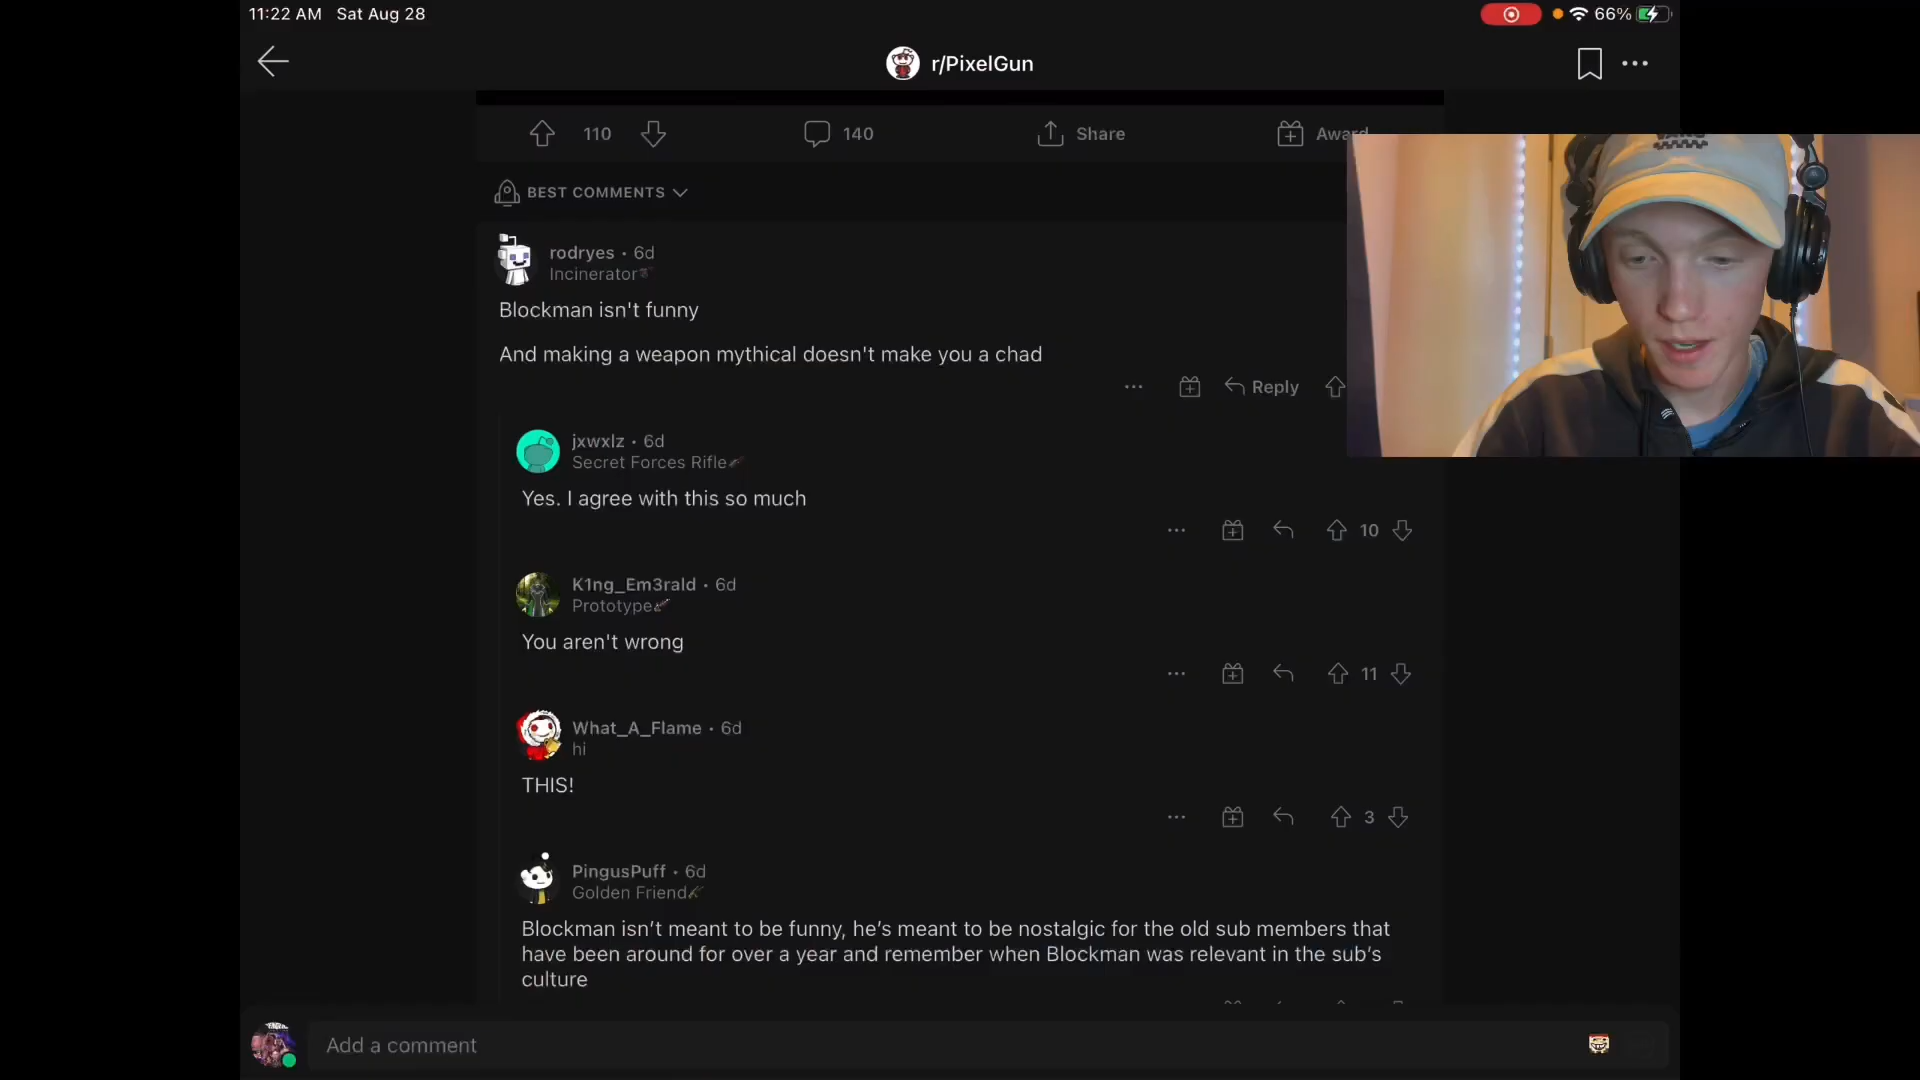 11:22 AM Sat Aug 28
66%
r/PixelGun
110
140
Share
Award
BEST COMMENTS
rodryes • 6d
Incinerator
Blockman isn't funny
And making a weapon mythical doesn't make you a chad
Reply
jxwxlz • 6d
Secret Forces Rifle
Yes. I agree with this so much
10
K1ng_Em3rald • 6d
Prototype
You aren't wrong
11
What_A_Flame • 6d
hi
THIS!
3
PingusPuff • 6d
Golden Friend
Blockman isn’t meant to be funny, he’s meant to be nostalgic for the old sub members that
have been around for over a year and remember when Blockman was relevant in the sub’s
culture
Add a comment